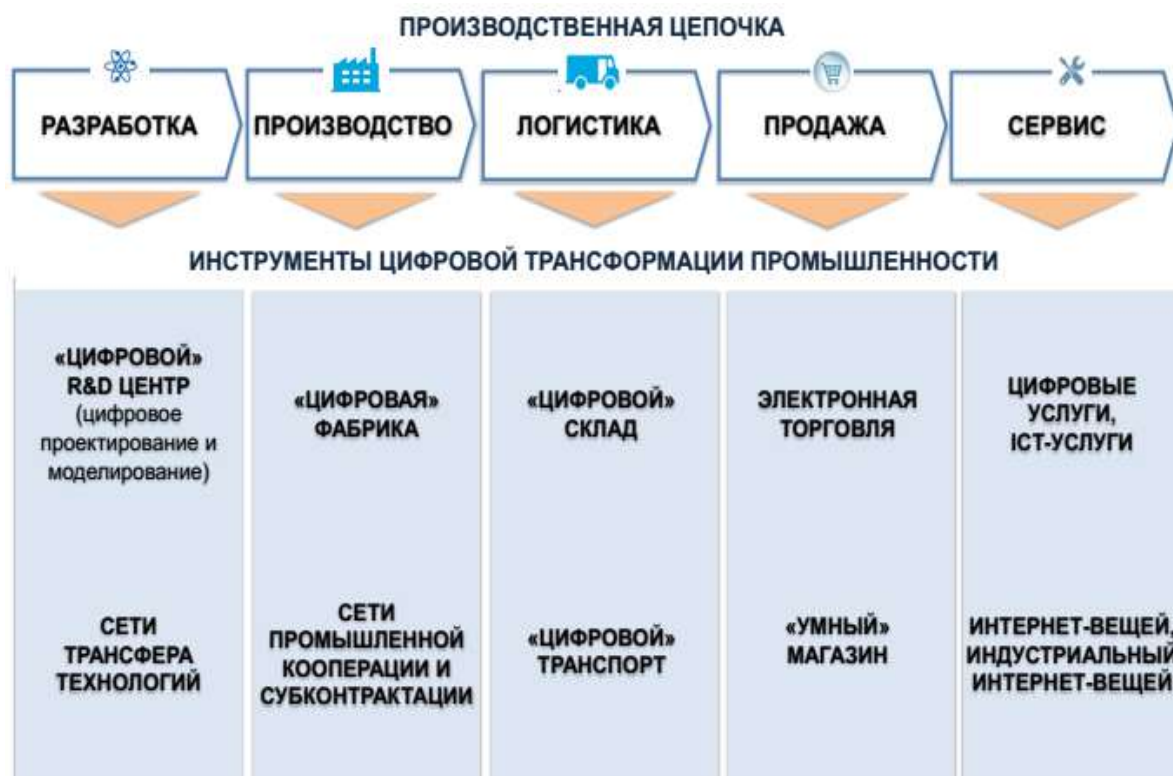 ПРОИЗВОДСТВЕННАЯ ЦЕПОЧКА
РАЗРАБОТКА
ПРОИЗВОДСТВО
ЛОГИСТИКА
ПРОДАЖА
СЕРВИС
ИНСТРУМЕНТЫ ЦИФРОВОЙ ТРАНСФОРМАЦИИ ПРОМЫШЛЕННОСТИ
«ЦИФРОВОЙ»
R&D ЦЕНТР
(цифровое
проектирование и
моделирование)
«ЦИФРОВАЯ»
ФАБРИКА
«ЦИФРОВОЙ»
СКЛАД
ЭЛЕКТРОННАЯ
ТОРГОВЛЯ
ЦИФРОВЫЕ
УСЛУГИ,
ICT-УСЛУГИ
СЕТИ
ТРАНСФЕРА
ТЕХНОЛОГИЙ
СЕТИ
ПРОМЫШЛЕННОЙ
КООПЕРАЦИИ И
СУБКОНТРАКТАЦИИ
«ЦИФРОВОЙ»
ТРАНСПОРТ
«УМНЫЙ»
МАГАЗИН
ИНТЕРНЕТ-ВЕЩЕЙ,
ИНДУСТРИАЛЬНЫЙ
ИНТЕРНЕТ-ВЕЩЕЙ